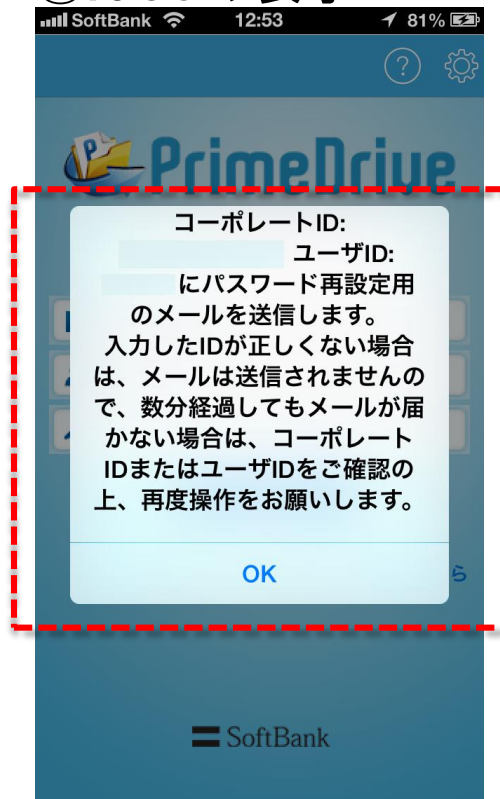 SoftBank 12:53 81%
PrimeDrive
コーポレートID:
ユーザID:
にパスワード再設定用
のメールを送信します。
入力したIDが正しくない場合
は、メールは送信されませんの
で、数分経過してもメールが届
かない場合は、コーポレート
IDまたはユーザIDをご確認の
上、再度操作をお願いします。
OK
ら
SoftBank